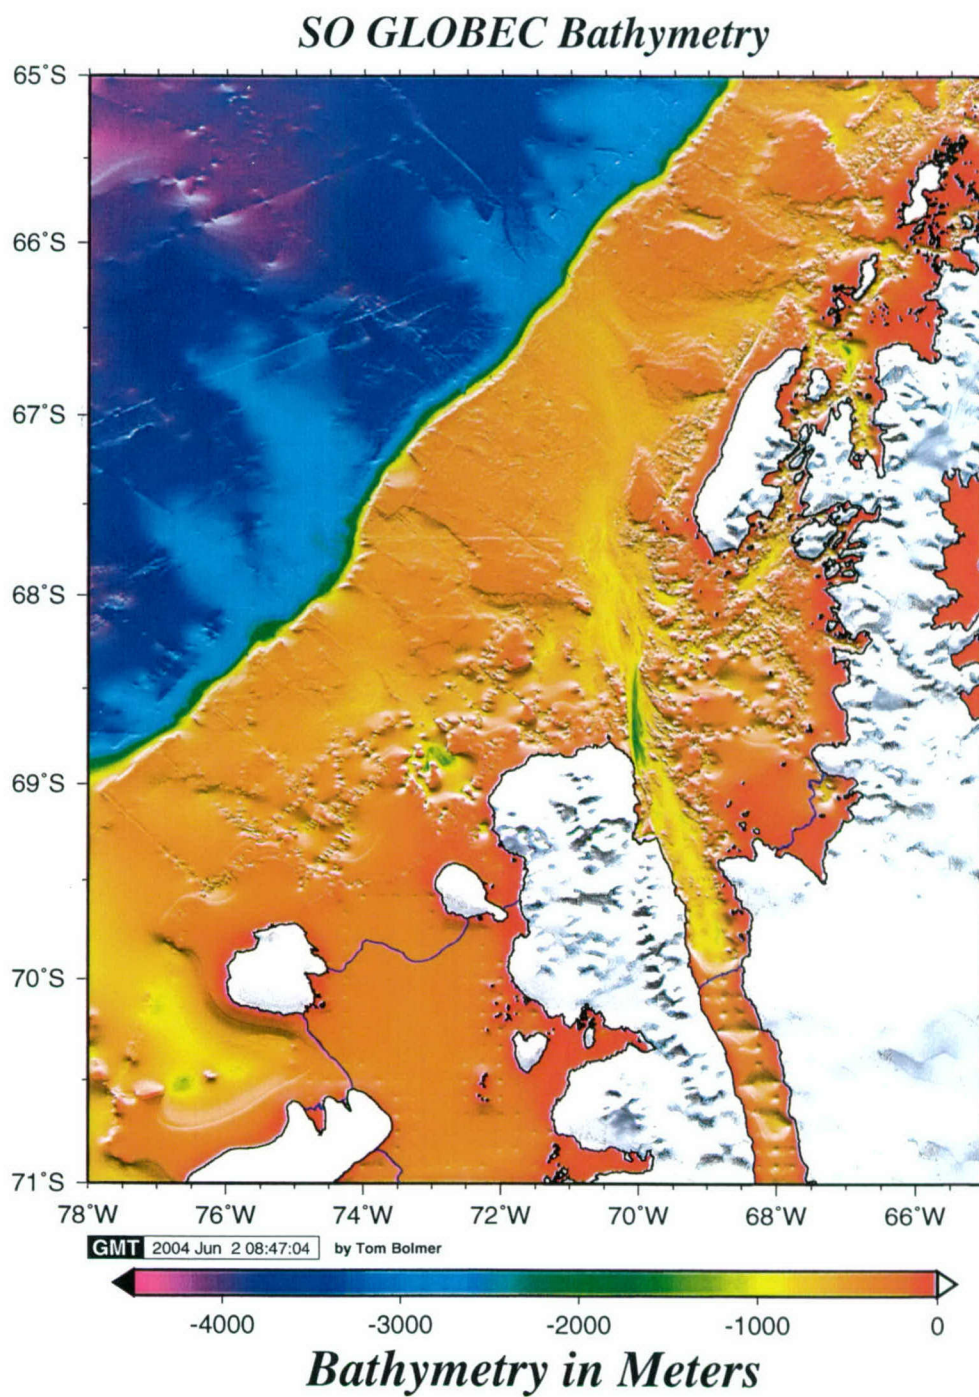 SO GLOBEC Bathymetry
65°S
66°S
67°S
68°S
69°S
70°S
71°S
78°W 76°W 74°W 72°W 70°W 68°W 66°W
GMT 2004 Jun 2 08:47:04 by Tom Bolmer
-4000 -3000 -2000 -1000 0
Bathymetry in Meters